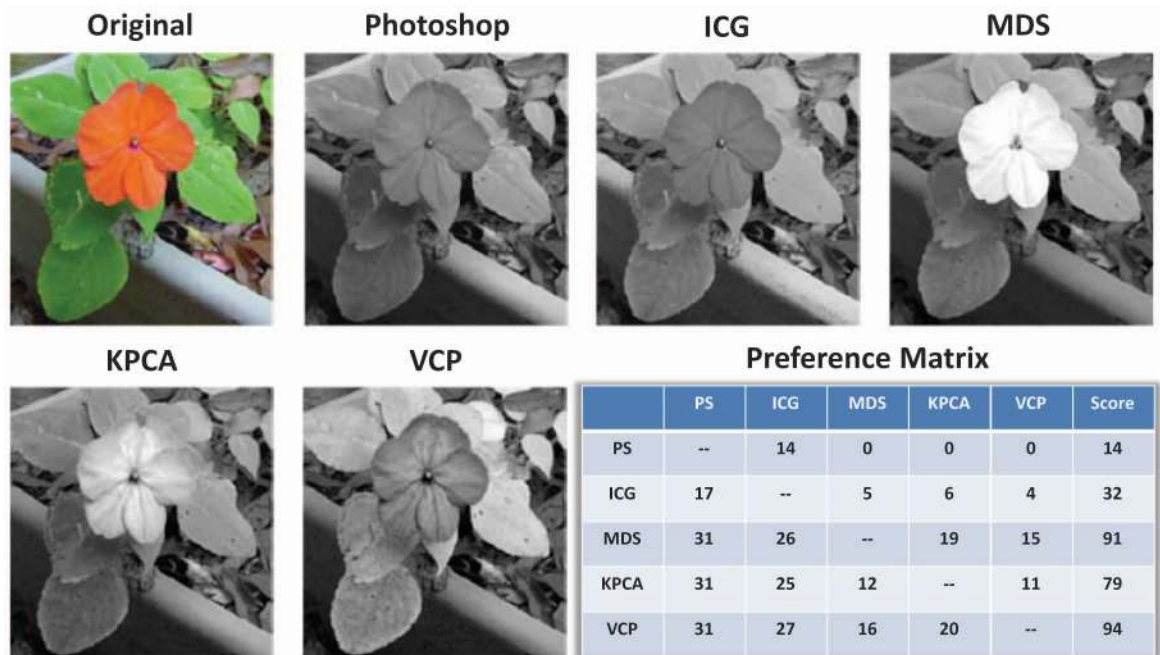 Original Photoshop ICG MDS
KPCA VCP Preference Matrix
PS ICG MDS KPCA VCP Score
PS -- 14 0 0 0 14
ICG 17 -- 5 6 4 32
MDS 31 26 -- 19 15 91
KPCA 31 25 12 -- 11 79
VCP 31 27 16 20 -- 94